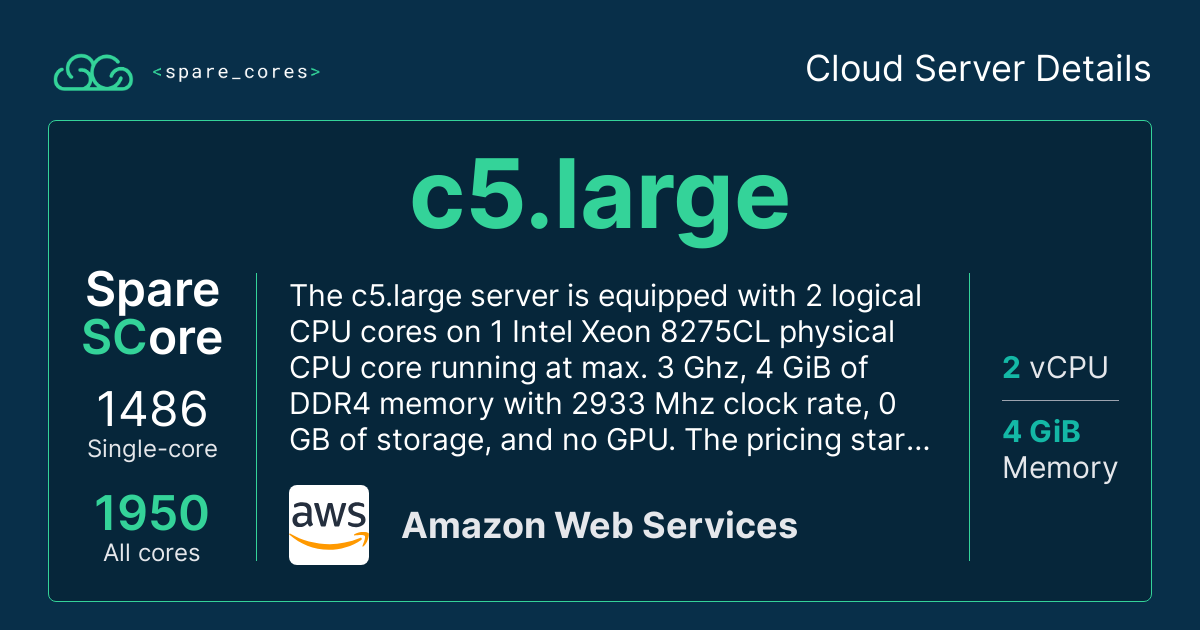 <spare_cores>
Cloud Server Details
c5.large
Spare
SCore
1486
Single-core
1950
All cores
The c5.large server is equipped with 2 logical
CPU cores on 1 Intel Xeon 8275CL physical
CPU core running at max. 3 Ghz, 4 GiB of
DDR4 memory with 2933 Mhz clock rate, 0
GB of storage, and no GPU. The pricing star...
aws
Amazon Web Services
2 vCPU
4 GiB
Memory